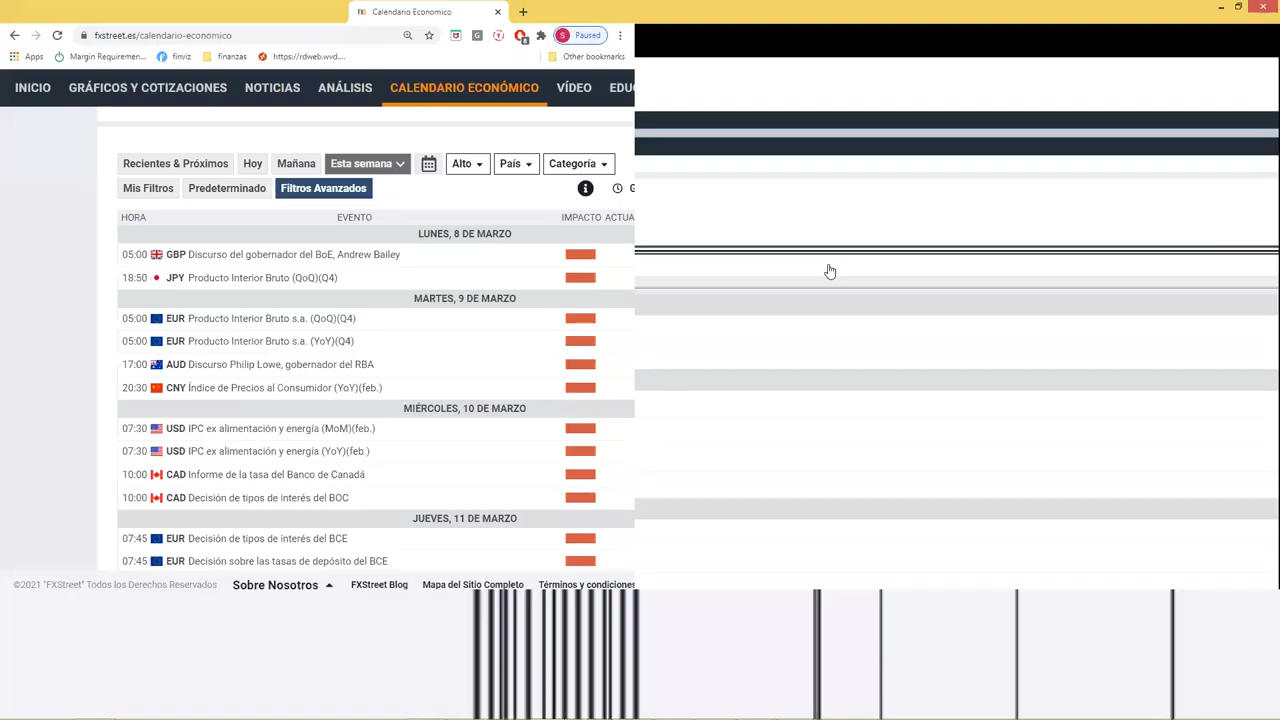 Calendario Economico
fxstreet.es/calendario-economico
Paused
Apps Margin Requiremen... finviz finanzas https://rdweb.wvd.... Other bookmarks
INICIO GRÁFICOS Y COTIZACIONES NOTICIAS ANÁLISIS CALENDARIO ECONÓMICO VÍDEO EDU
Recientes & Próximos Hoy Mañana Esta semana Alto País Categoría
Mis Filtros Predeterminado Filtros Avanzados G
HORA EVENTO IMPACTO ACTUA
LUNES, 8 DE MARZO
05:00 GBP Discurso del gobernador del BoE, Andrew Bailey
18:50 JPY Producto Interior Bruto (QoQ)(Q4)
MARTES, 9 DE MARZO
05:00 EUR Producto Interior Bruto s.a. (QoQ)(Q4)
05:00 EUR Producto Interior Bruto s.a. (YoY)(Q4)
17:00 AUD Discurso Philip Lowe, gobernador del RBA
20:30 CNY Índice de Precios al Consumidor (YoY)(feb.)
MIÉRCOLES, 10 DE MARZO
07:30 USD IPC ex alimentación y energía (MoM)(feb.)
07:30 USD IPC ex alimentación y energía (YoY)(feb.)
10:00 CAD Informe de la tasa del Banco de Canadá
10:00 CAD Decisión de tipos de interés del BOC
JUEVES, 11 DE MARZO
07:45 EUR Decisión de tipos de interés del BCE
07:45 EUR Decisión sobre las tasas de depósito del BCE
©2021 "FXStreet" Todos los Derechos Reservados Sobre Nosotros FXStreet Blog Mapa del Sitio Completo Términos y condiciones